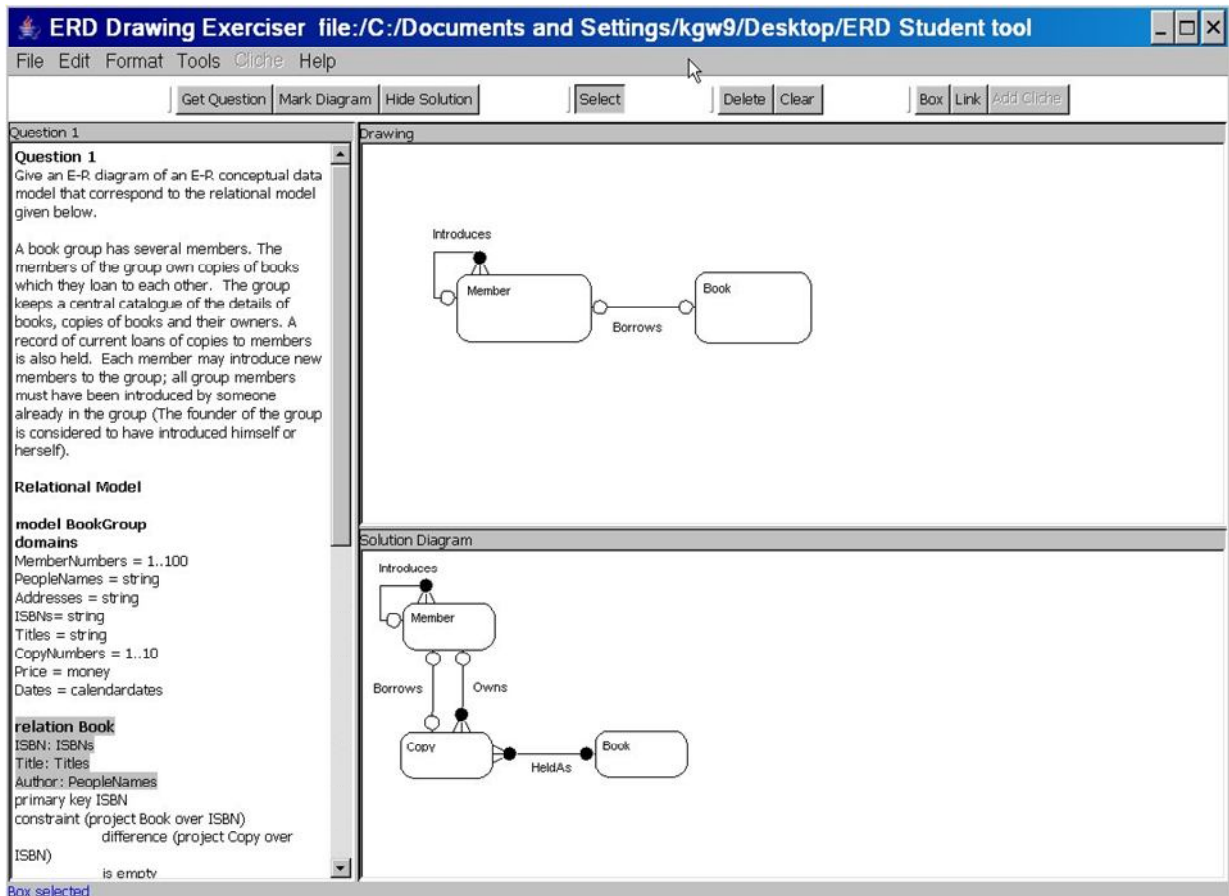 ERD Drawing Exerciser file:/C:/Documents and Settings/kgw9/Desktop/ERD Student tool
File Edit Format Tools Cliche Help
Get Question Mark Diagram Hide Solution Select Delete Clear Box Link Add Cliche
Question 1
Question 1
Give an E-R diagram of an E-R conceptual data
model that correspond to the relational model
given below.
A book group has several members. The
members of the group own copies of books
which they loan to each other. The group
keeps a central catalogue of the details of
books, copies of books and their owners. A
record of current loans of copies to members
is also held. Each member may introduce new
members to the group; all group members
must have been introduced by someone
already in the group (The founder of the group
is considered to have introduced himself or
herself).
Relational Model
model BookGroup
domains
MemberNumbers = 1..100
PeopleNames = string
Addresses = string
ISBNs= string
Titles = string
CopyNumbers = 1..10
Price = money
Dates = calendardates
relation Book
ISBN: ISBNs
Title: Titles
Author: PeopleNames
primary key ISBN
constraint (project Book over ISBN)
difference (project Copy over
ISBN)
is empty
Drawing
Introduces
Member
Book
Borrows
Solution Diagram
Introduces
Member
Borrows
Owns
Copy
Book
HeldAs
Box selected